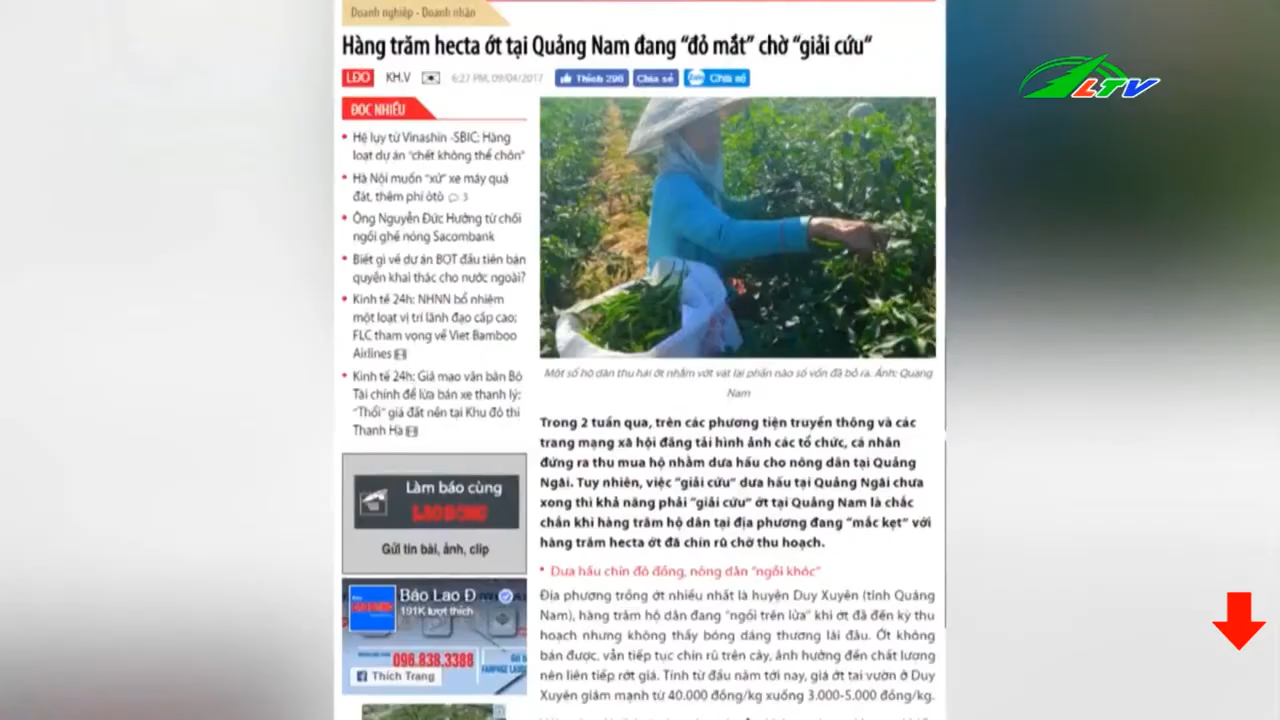 Doanh nghiệp - Doanh nhân
Hàng trăm hecta ớt tại Quảng Nam đang “đỏ mắt” chờ “giải cứu“
LĐO KH.V 6:27 PM, 09/04/2017 Thích 296 Chia sẻ Chia sẻ
LTV
ĐỌC NHIỀU
Hệ lụy từ Vinashin -SBIC: Hàng
loạt dự án “chết không thể chôn”
Hà Nội muốn “xử” xe máy quá
đát, thêm phí ôtô 3
Ông Nguyễn Đức Hưởng từ chối
ngồi ghế nóng Sacombank
Biết gì về dự án BOT đầu tiên bán
quyền khai thác cho nước ngoài?
Kinh tế 24h: NHNN bổ nhiệm
một loạt vị trí lãnh đạo cấp cao;
FLC tham vọng về Viet Bamboo
Airlines
Kinh tế 24h: Giả mạo văn bản Bộ
Tài chính để lừa bán xe thanh lý;
“Thổi” giá đất nền tại Khu đô thị
Thanh Hà
Làm báo cùng
LAO ĐỘNG
Gửi tin bài, ảnh, clip
Báo Lao Đ
191K lượt thích
096.838.3388
Thích Trang
Một số hộ dân thu hái ớt nhằm vớt vát lại phần nào số vốn đã bỏ ra. Ảnh: Quang
Nam
Trong 2 tuần qua, trên các phương tiện truyền thông và các
trang mạng xã hội đăng tải hình ảnh các tổ chức, cá nhân
đứng ra thu mua hộ nhằm dưa hấu cho nông dân tại Quảng
Ngãi. Tuy nhiên, việc “giải cứu” dưa hấu tại Quảng Ngãi chưa
xong thì khả năng phải “giải cứu” ớt tại Quảng Nam là chắc
chắn khi hàng trăm hộ dân tại địa phương đang “mắc kẹt” với
hàng trăm hecta ớt đã chín rũ chờ thu hoạch.
Dưa hấu chín đỏ đồng, nông dân “ngồi khóc”
Địa phương trồng ớt nhiều nhất là huyện Duy Xuyên (tỉnh Quảng
Nam), hàng trăm hộ dân đang “ngồi trên lửa” khi ớt đã đến kỳ thu
hoạch nhưng không thấy bóng dáng thương lái đâu. Ớt không
bán được, vẫn tiếp tục chín rũ trên cây, ảnh hưởng đến chất lượng
nên liên tiếp rớt giá. Tính từ đầu năm tới nay, giá ớt tại vườn ở Duy
Xuyên giảm mạnh từ 40.000 đồng/kg xuống 3.000-5.000 đồng/kg.